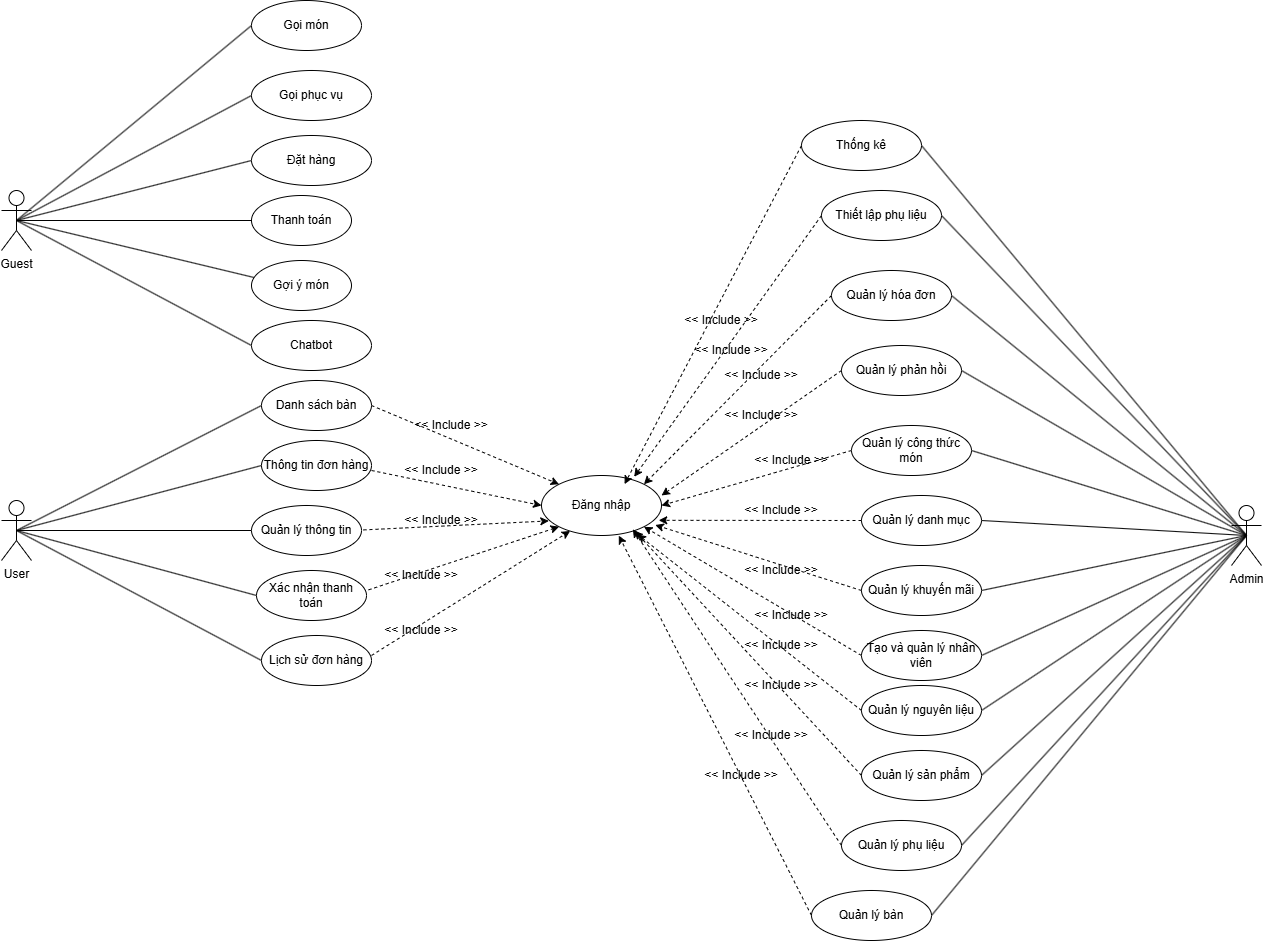 Gọi món
Gọi phục vụ
Đặt hàng
Thanh toán
Gợi ý món
Chatbot
Guest
Danh sách bàn
Thông tin đơn hàng
Quản lý thông tin
Xác nhận thanh
toán
Lịch sử đơn hàng
User
<< Include >>
<< Include >>
<< Include >>
<< Include >>
<< Include >>
Đăng nhập
<< Include >>
<< Include >>
<< Include >>
<< Include >>
<< Include >>
<< Include >>
<< Include >>
<< Include >>
<< Include >>
<< Include >>
<< Include >>
<< Include >>
Thống kê
Thiết lập phụ liệu
Quản lý hóa đơn
Quản lý phản hồi
Quản lý công thức
món
Quản lý danh mục
Quản lý khuyến mãi
Tạo và quản lý nhân
viên
Quản lý nguyên liệu
Quản lý sản phẩm
Quản lý phụ liệu
Quản lý bàn
Admin